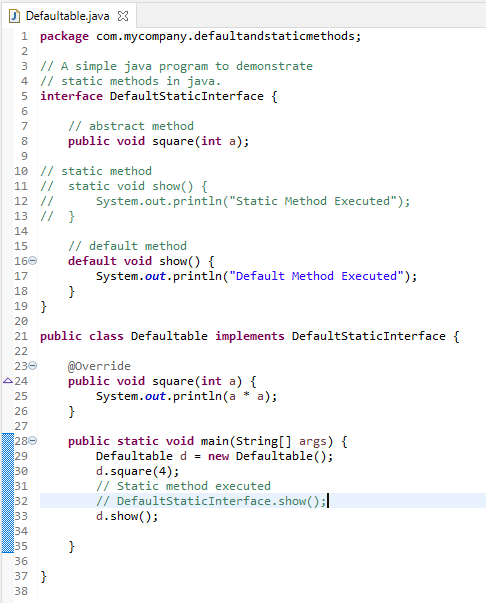 Defaultable.java
1 package com.mycompany.defaultandstaticmethods;
2
3 // A simple java program to demonstrate
4 // static methods in java.
5 interface DefaultStaticInterface {
6
7     // abstract method
8     public void square(int a);
9
10 // static method
11 //  static void show() {
12 //      System.out.println("Static Method Executed");
13 //  }
14
15     // default method
16     default void show() {
17         System.out.println("Default Method Executed");
18     }
19 }
20
21 public class Defaultable implements DefaultStaticInterface {
22
23     @Override
24     public void square(int a) {
25         System.out.println(a * a);
26     }
27
28     public static void main(String[] args) {
29         Defaultable d = new Defaultable();
30         d.square(4);
31         // Static method executed
32         // DefaultStaticInterface.show();
33         d.show();
34
35     }
36
37 }
38